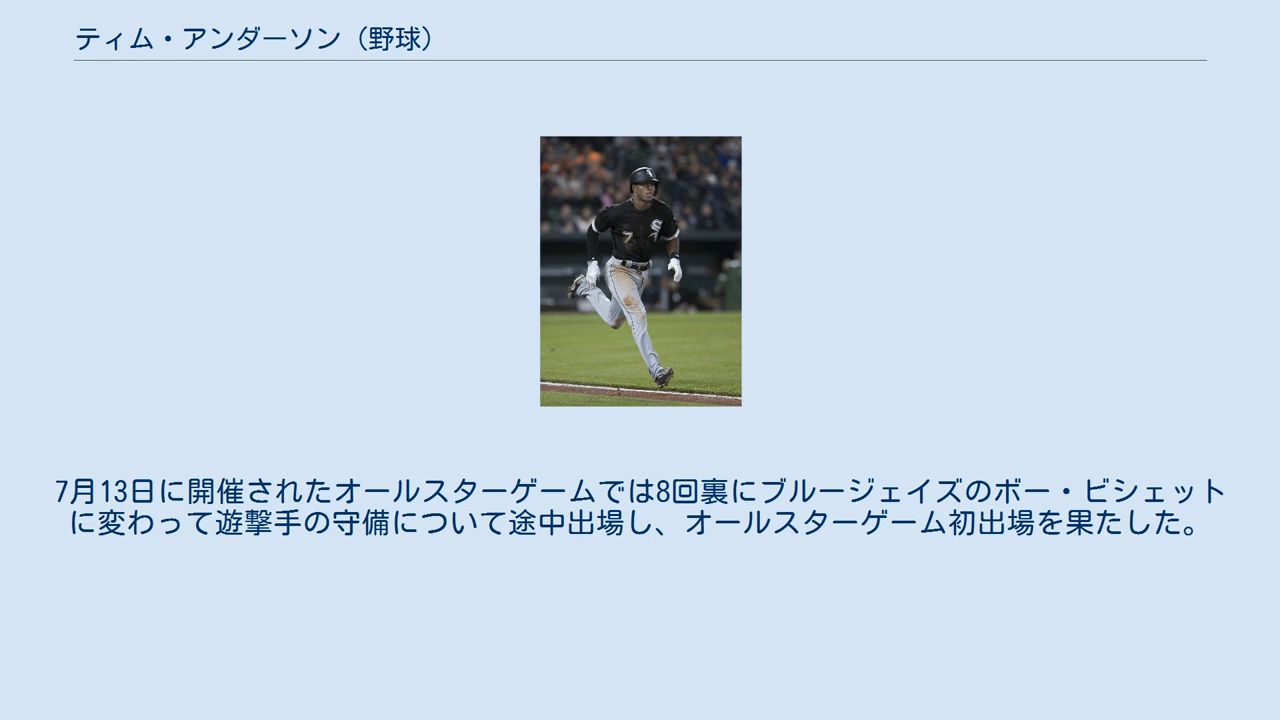 ティム・アンダーソン（野球）
7
7月13日に開催されたオールスターゲームでは8回裏にブルージェイズのボー・ビシェット
に変わって遊撃手の守備について途中出場し、オールスターゲーム初出場を果たした。